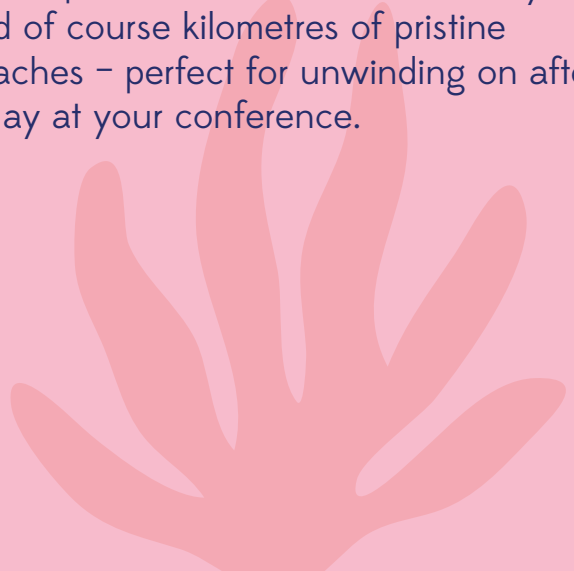 d of course kilometres of pristine
aches – perfect for unwinding on aft
ay at your conference.